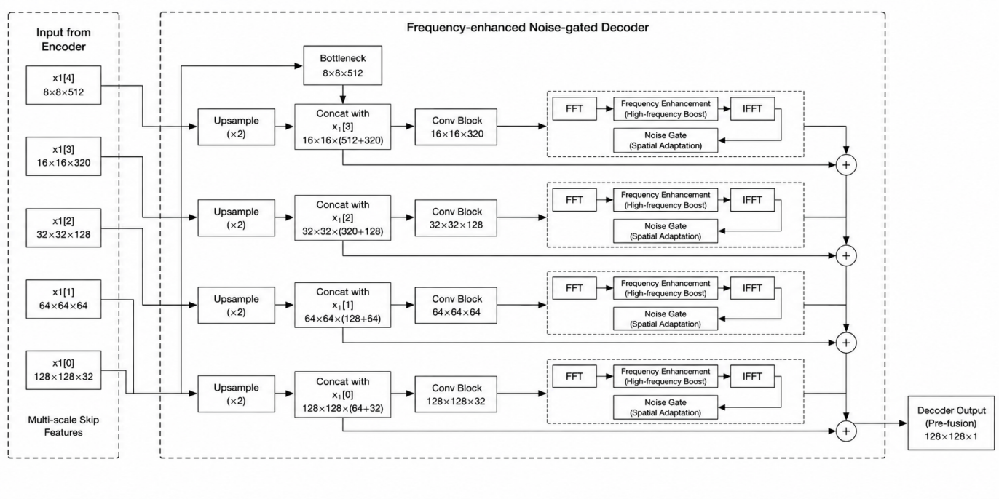 Input from
Encoder
x1[4]
8×8×512
x1[3]
16×16×320
x1[2]
32×32×128
x1[1]
64×64×64
x1[0]
128×128×32
Multi-scale Skip
Features
Frequency-enhanced Noise-gated Decoder
Bottleneck
8×8×512
Upsample
(×2)
Concat with
x₁[3]
16×16×(512+320)
Conv Block
16×16×320
FFT
Frequency Enhancement
(High-frequency Boost)
IFFT
Noise Gate
(Spatial Adaptation)
+
Upsample
(×2)
Concat with
x₁[2]
32×32×(320+128)
Conv Block
32×32×128
FFT
Frequency Enhancement
(High-frequency Boost)
IFFT
Noise Gate
(Spatial Adaptation)
+
Upsample
(×2)
Concat with
x₁[1]
64×64×(128+64)
Conv Block
64×64×64
FFT
Frequency Enhancement
(High-frequency Boost)
IFFT
Noise Gate
(Spatial Adaptation)
+
Upsample
(×2)
Concat with
x₁[0]
128×128×(64+32)
Conv Block
128×128×32
FFT
Frequency Enhancement
(High-frequency Boost)
IFFT
Noise Gate
(Spatial Adaptation)
+
Decoder Output
(Pre-fusion)
128×128×1